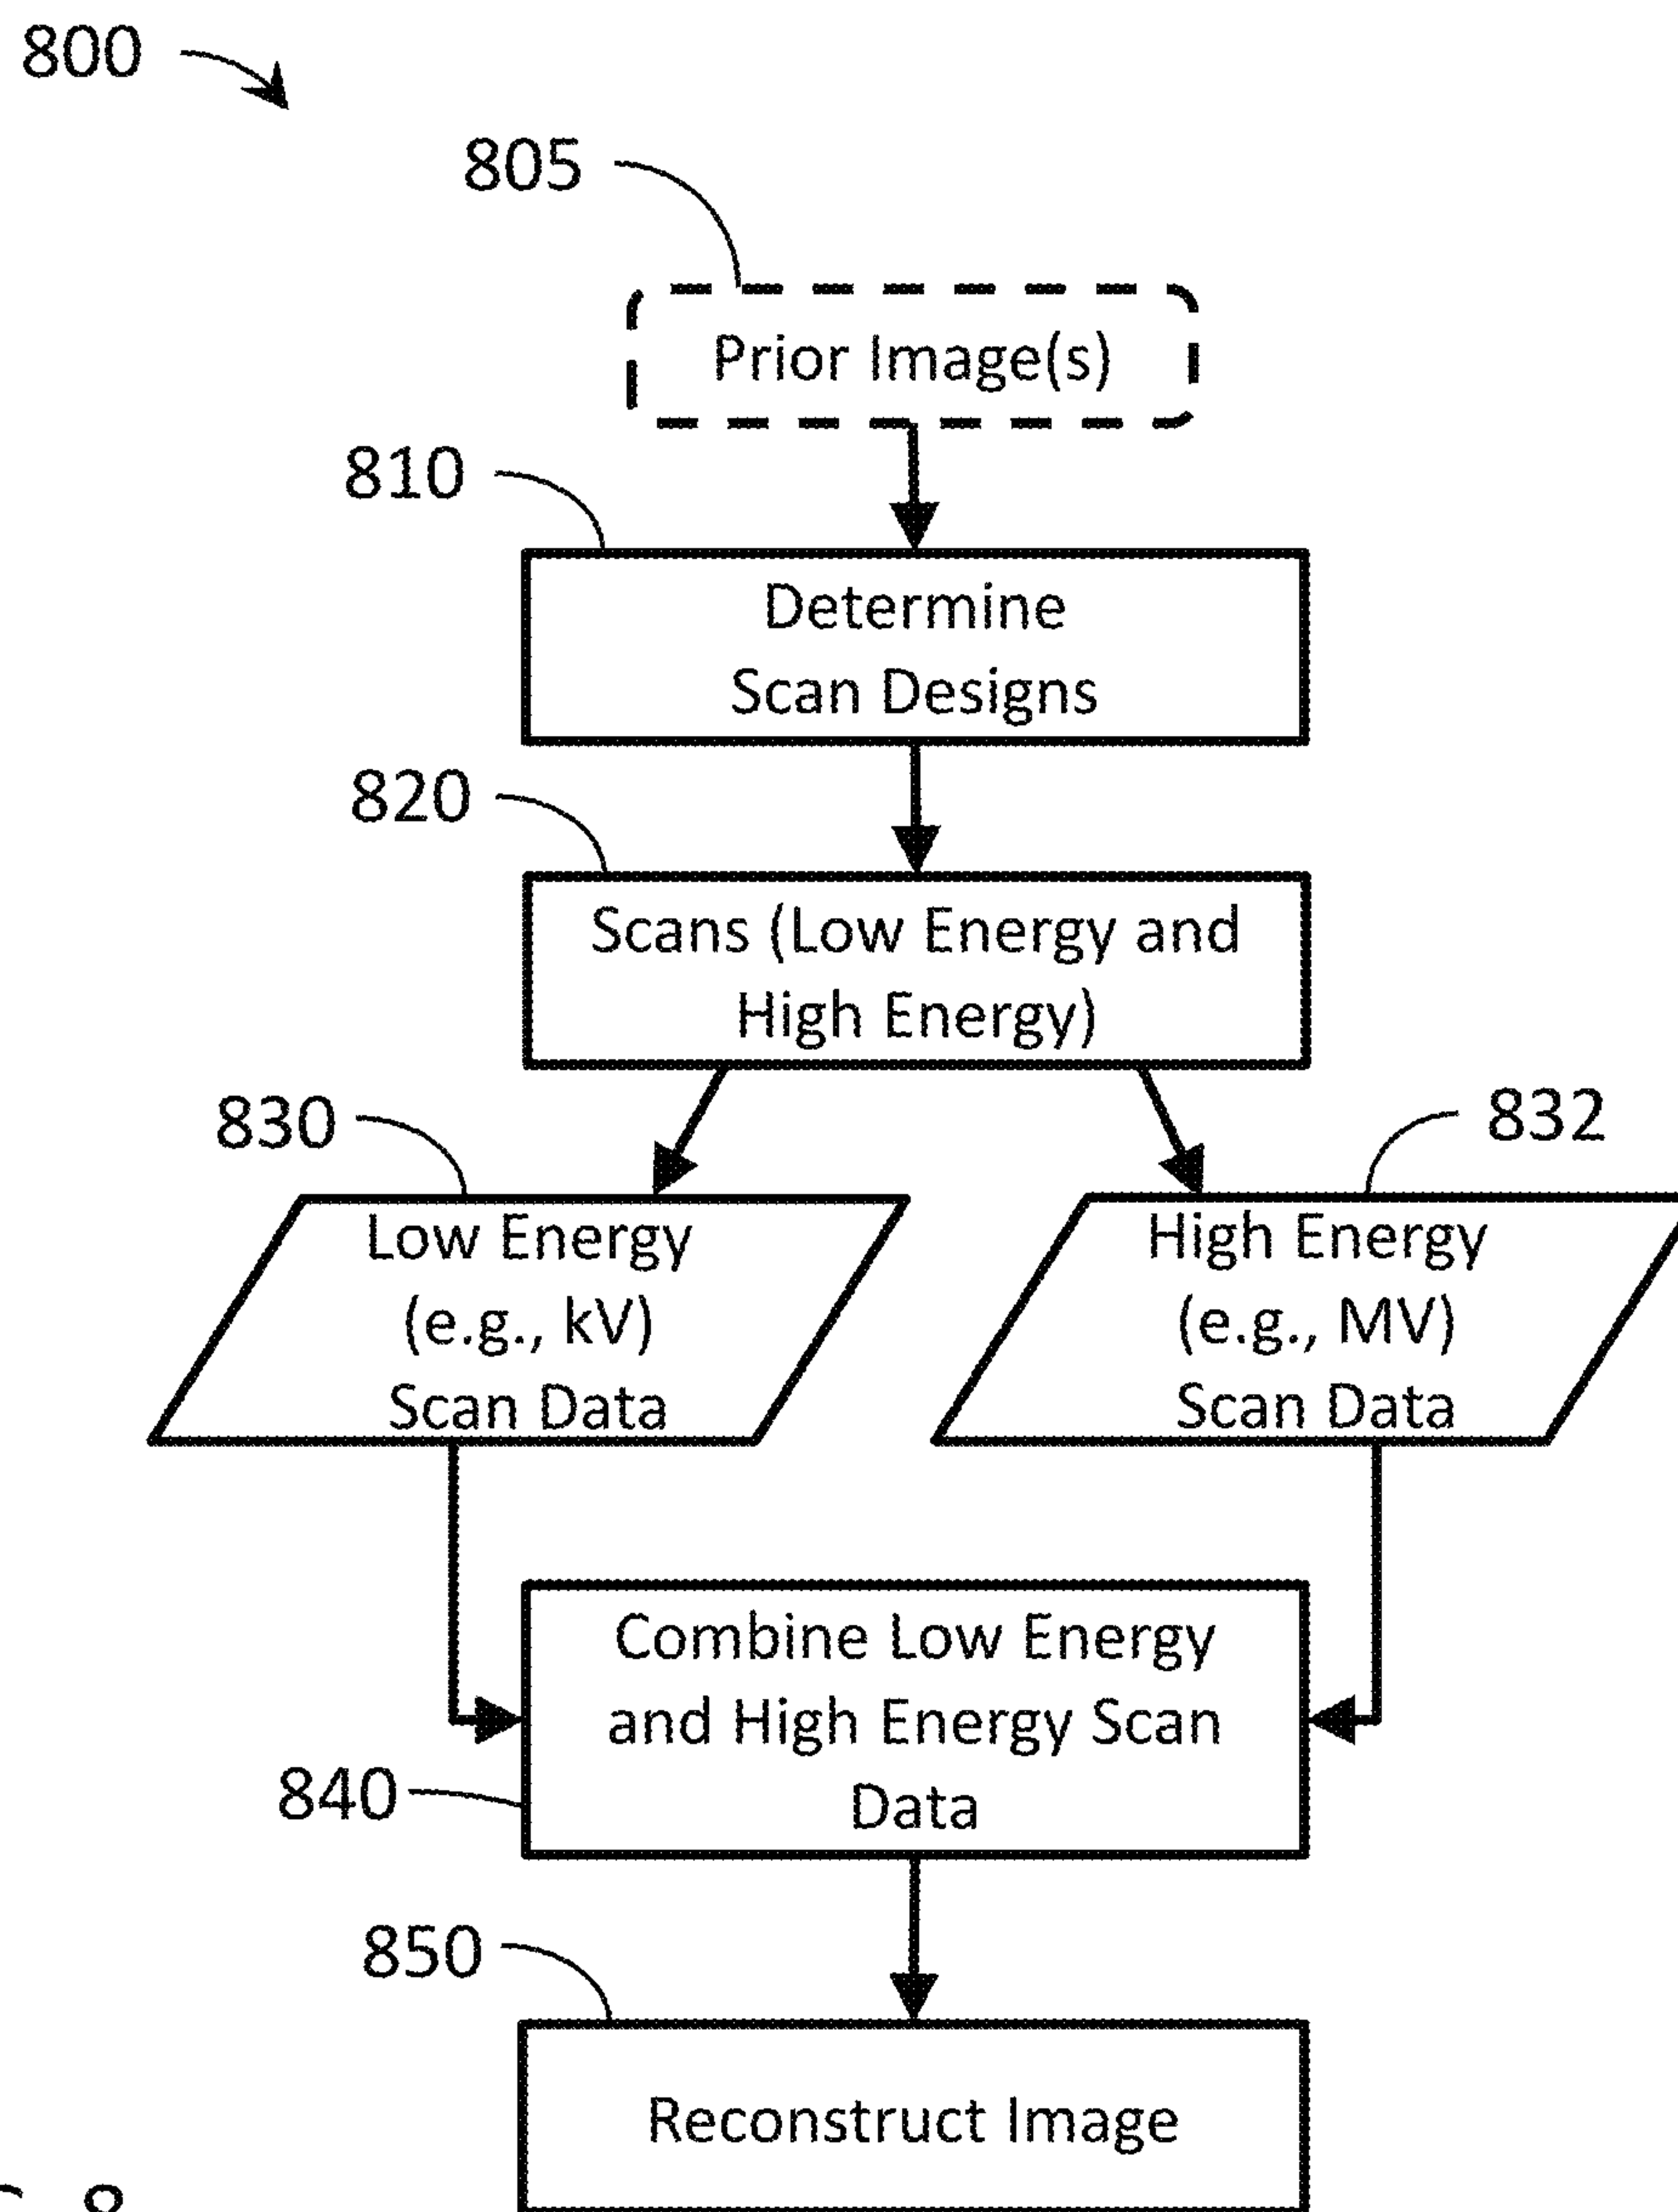 800
805
Prior Image(s)
810
Determine
Scan Designs
820
Scans (Low Energy and
High Energy)
830
832
Low Energy
(e.g., kV)
Scan Data
High Energy
(e.g., MV)
Scan Data
Combine Low Energy
and High Energy Scan
Data
840
850
Reconstruct Image
8